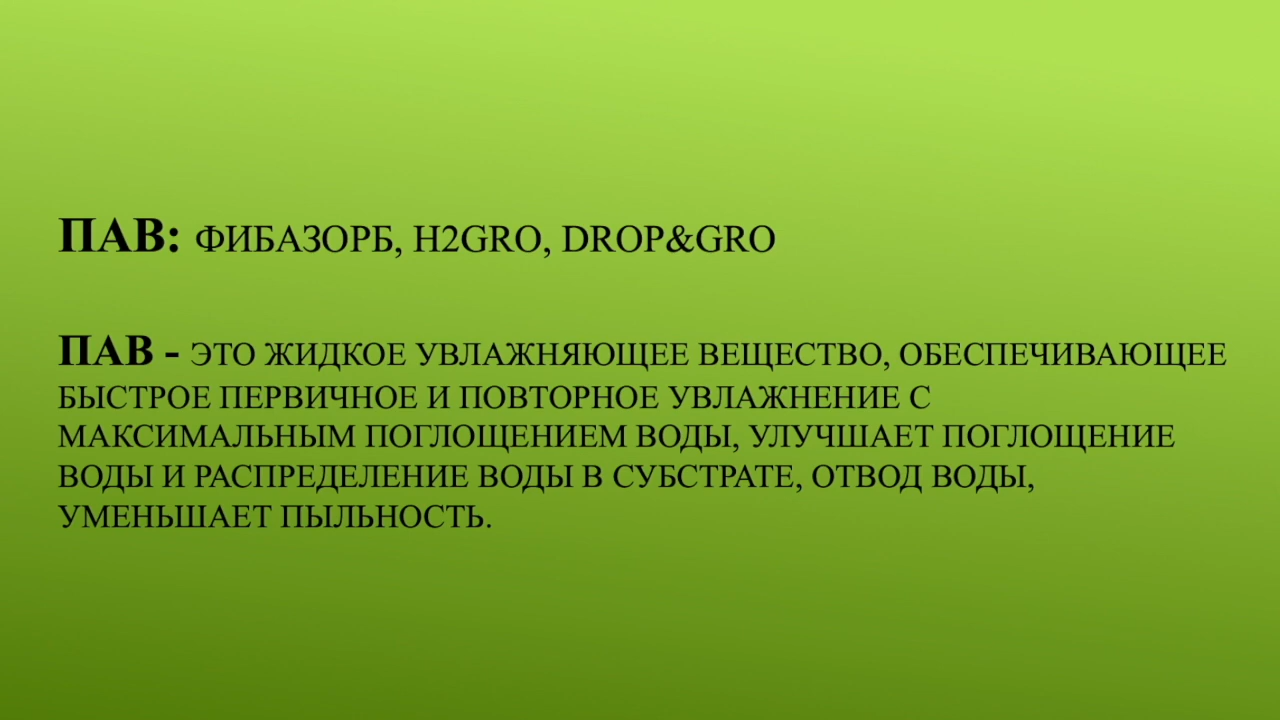 ПАВ: ФИБАЗОРБ, H2GRO, DROP&GRO
ПАВ - ЭТО ЖИДКОЕ УВЛАЖНЯЮЩЕЕ ВЕЩЕСТВО, ОБЕСПЕЧИВАЮЩЕЕ
БЫСТРОЕ ПЕРВИЧНОЕ И ПОВТОРНОЕ УВЛАЖНЕНИЕ С
МАКСИМАЛЬНЫМ ПОГЛОЩЕНИЕМ ВОДЫ, УЛУЧШАЕТ ПОГЛОЩЕНИЕ
ВОДЫ И РАСПРЕДЕЛЕНИЕ ВОДЫ В СУБСТРАТЕ, ОТВОД ВОДЫ,
УМЕНЬШАЕТ ПЫЛЬНОСТЬ.